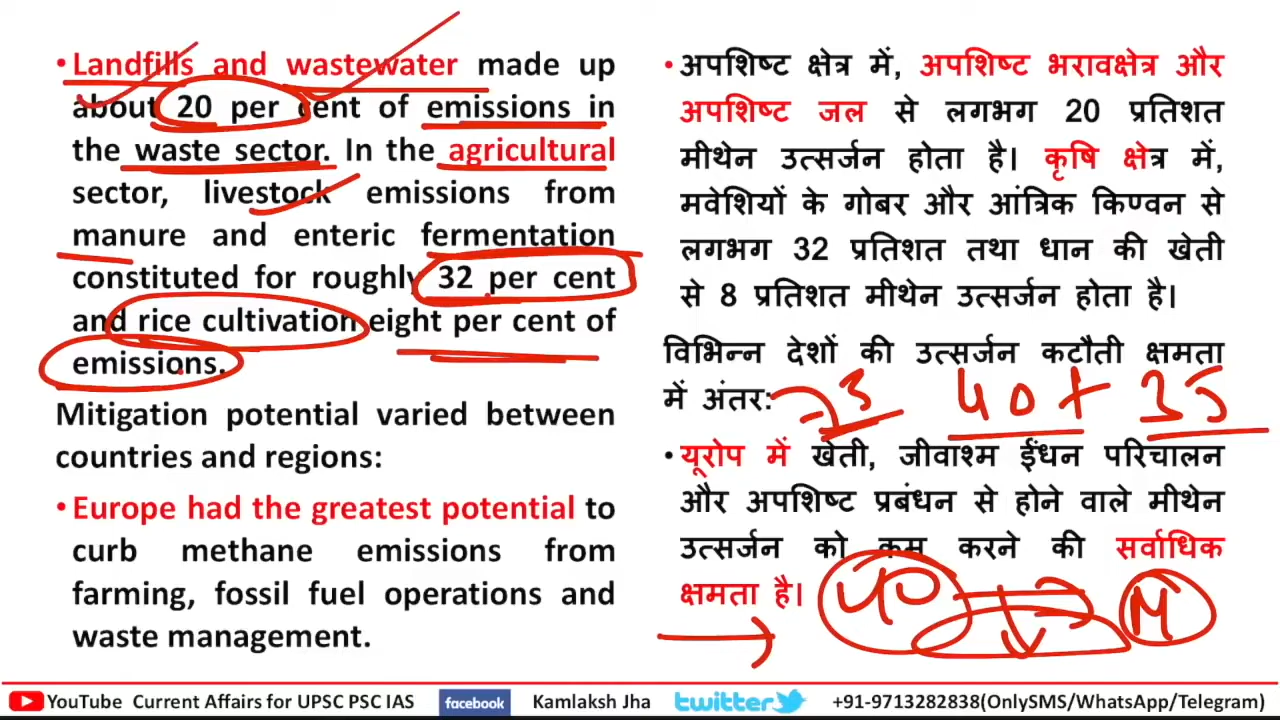 •Landfills and wastewater made up
about 20 per cent of emissions in
the waste sector. In the agricultural
sector, livestock emissions from
manure and enteric fermentation
constituted for roughly 32 per cent
and rice cultivation eight per cent of
emissions.
Mitigation potential varied between
countries and regions:
•Europe had the greatest potential to
curb methane emissions from
farming, fossil fuel operations and
waste management.
•अपशिष्ट क्षेत्र में, अपशिष्ट भरावक्षेत्र और
अपशिष्ट जल से लगभग 20 प्रतिशत
मीथेन उत्सर्जन होता है। कृषि क्षेत्र में,
मवेशियों के गोबर और आंत्रिक किण्वन से
लगभग 32 प्रतिशत तथा धान की खेती
से 8 प्रतिशत मीथेन उत्सर्जन होता है।
विभिन्न देशों की उत्सर्जन कटौती क्षमता
में अंतर:
3 40 + 35
•यूरोप में खेती, जीवाश्म ईंधन परिचालन
और अपशिष्ट प्रबंधन से होने वाले मीथेन
उत्सर्जन को कम करने की सर्वाधिक
क्षमता है।
40 M
YouTube Current Affairs for UPSC PSC IAS facebook Kamlaksh Jha twitter +91-9713282838(OnlySMS/WhatsApp/Telegram)